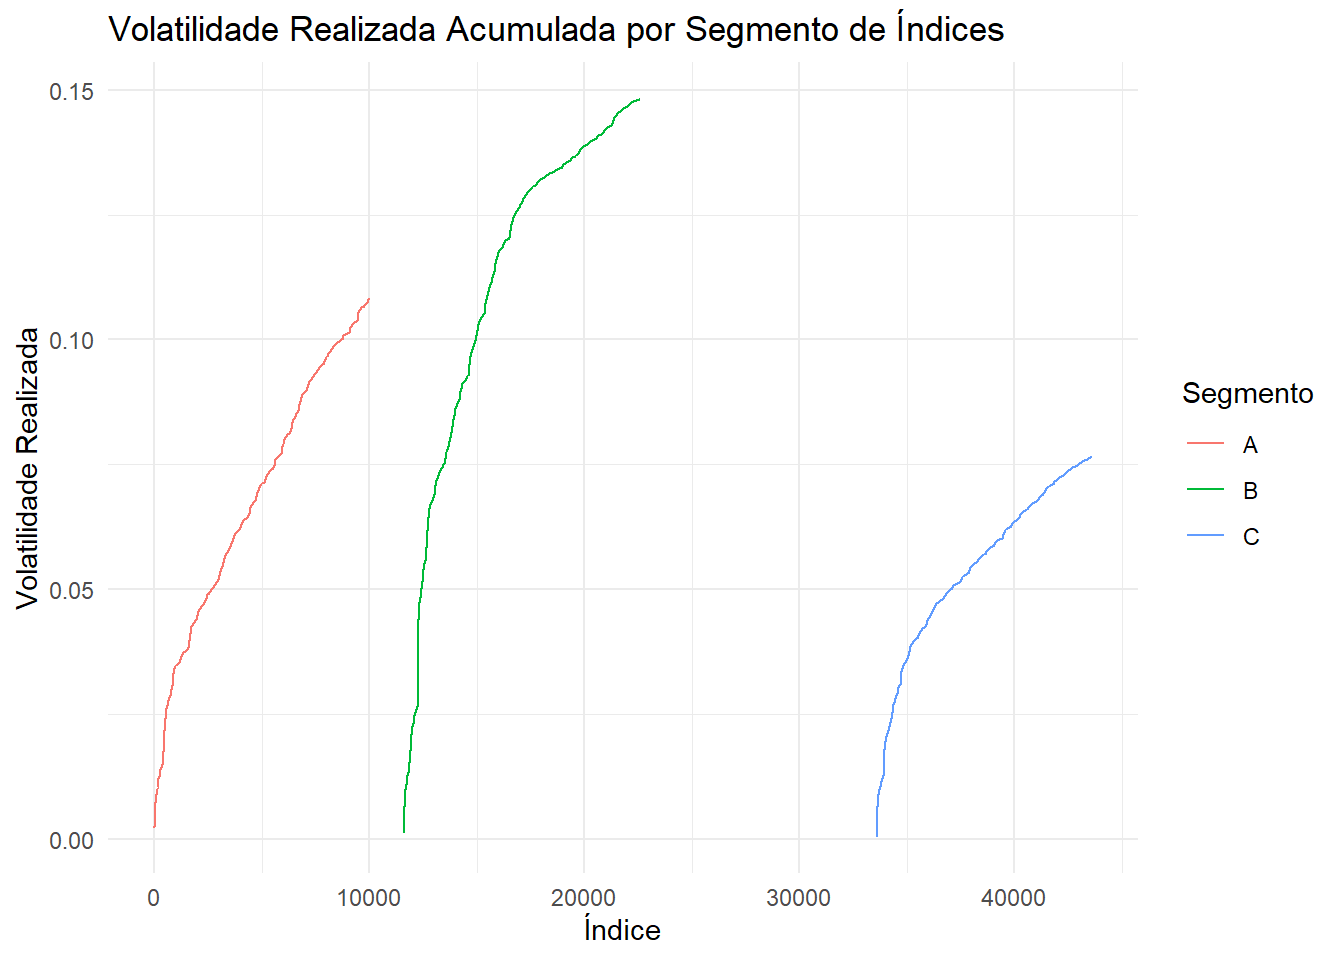 Volatilidade Realizada Acumulada por Segmento de Índices
Volatilidade Realizada
0.15
0.10
0.05
0.00
0
10000
20000
30000
40000
Índice
Segmento
A
B
C